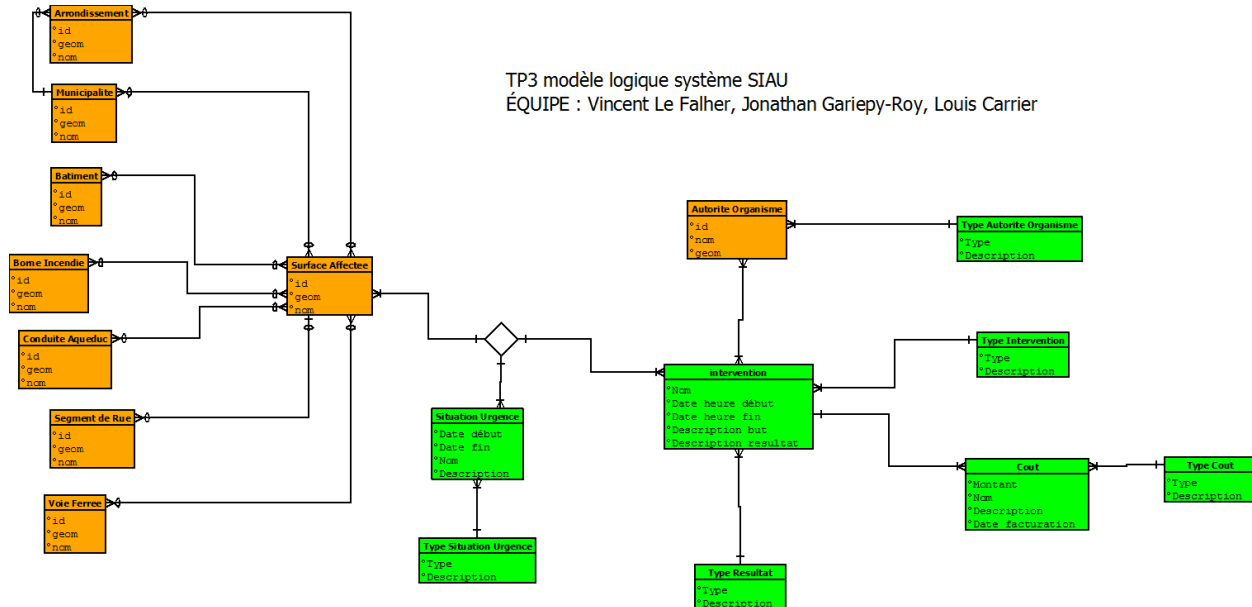 TP3 modèle logique système SIAU
ÉQUIPE : Vincent Le Falher, Jonathan Gariepy-Roy, Louis Carrier
Arrondissement
°id
°geom
°nom
Municipalite
°id
°geom
°nom
Batiment
°id
°geom
°nom
Borne Incendie
°id
°geom
°nom
Conduite Aqueduc
°id
°geom
°nom
Segment de Rue
°id
°geom
°nom
Voie Ferree
°id
°geom
°nom
Surface Affectee
°id
°geom
°nom
Situation Urgence
°Date début
°Date fin
°Nom
°Description
Type Situation Urgence
°Type
°Description
Autorite Organisme
°id
°nom
°geom
Type Autorite Organisme
°Type
°Description
intervention
°Nom
°Date heure début
°Date heure fin
°Description but
°Description resultat
Type Intervention
°Type
°Description
Cout
°Montant
°Nom
°Description
°Date facturation
Type Cout
°Type
°Description
Type Resultat
°Type
°Description